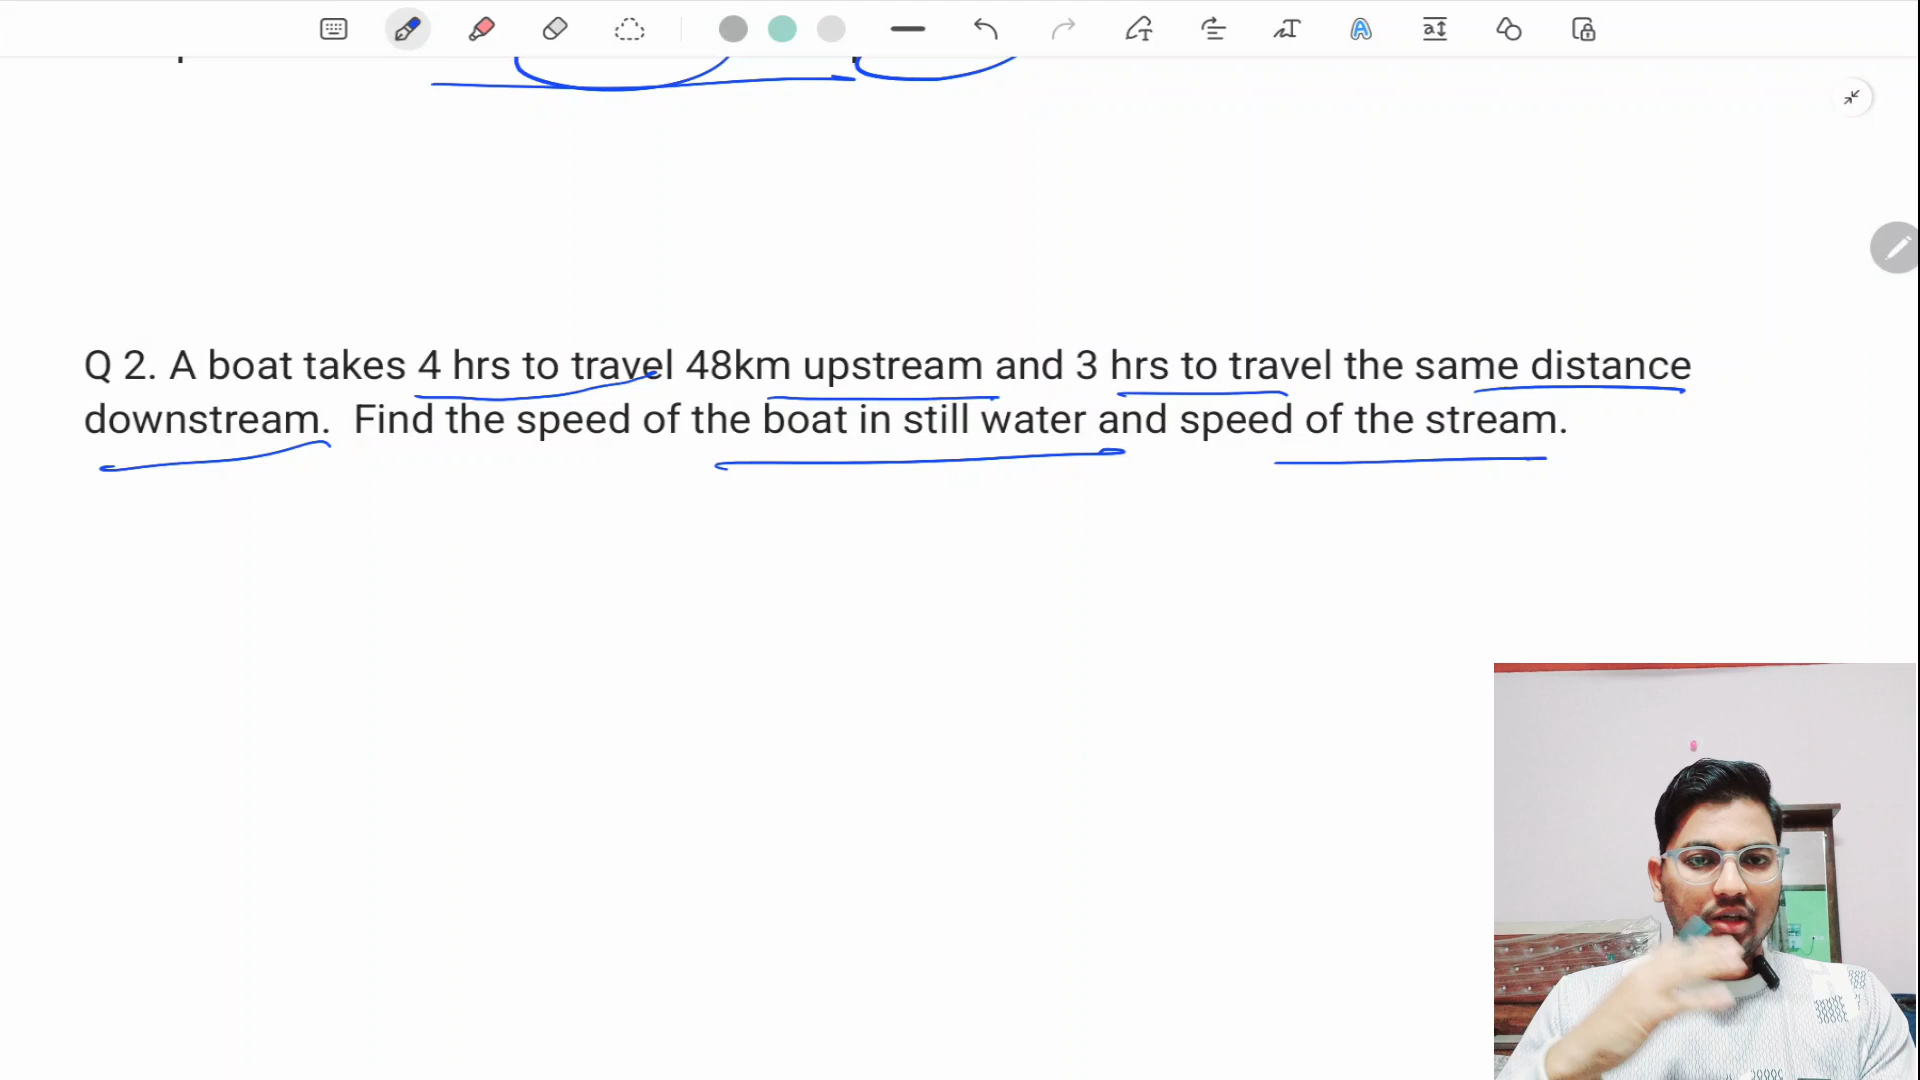 Q 2. A boat takes 4 hrs to travel 48km upstream and 3 hrs to travel the same distance
downstream. Find the speed of the boat in still water and speed of the stream.